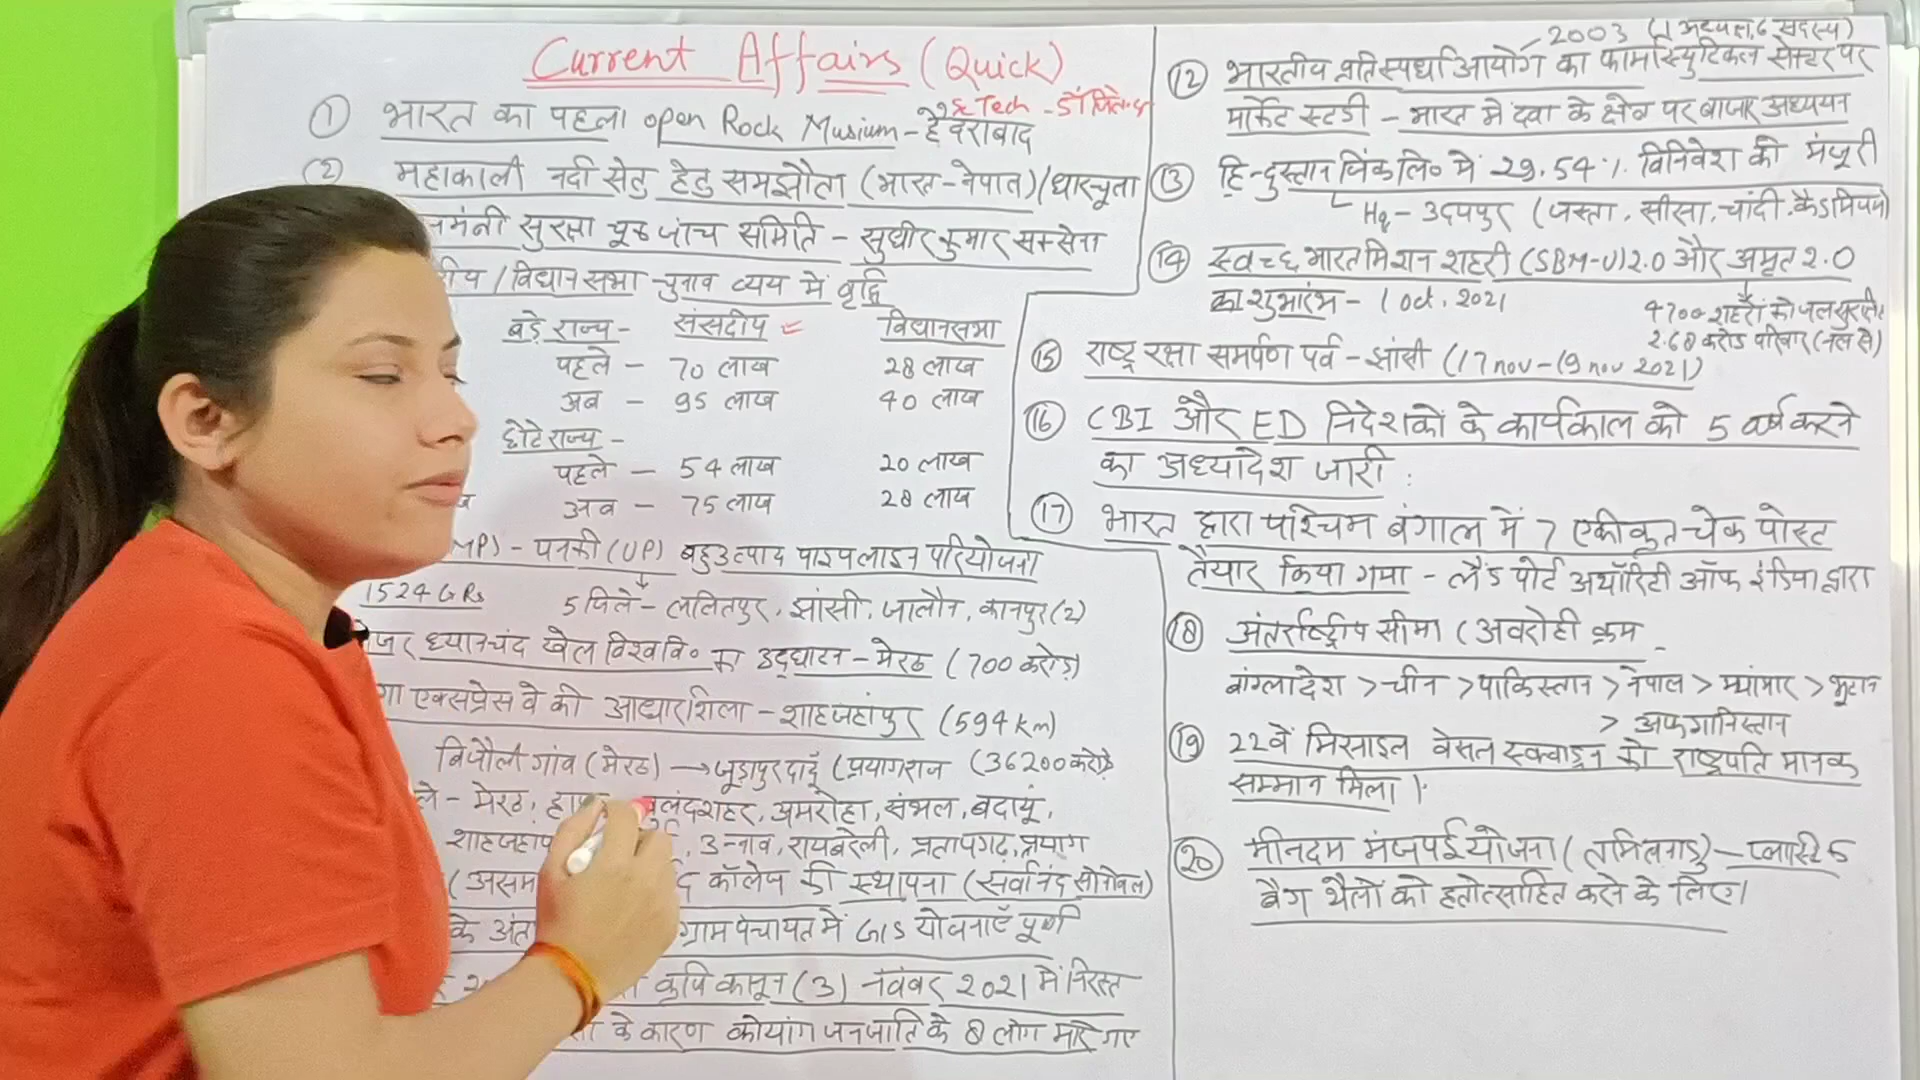 Current Affairs (Quick)
① भारत का पहला open Rock Musium - हैदराबाद
& Tech - डॉ जितेन्द्र
(2) महाकाली नदी सेतु हेतु समझौता (भारत-नेपाल) (धारचूला
नमंत्री सुरक्षा चूक जांच समिति - सुधीर कुमार सक्सेना
ीय / विधानसभा चुनाव व्यय में वृद्धि
बड़े राज्य - संसदीय विधानसभा
पहले - 70 लाख 28 लाख
अब - 95 लाख 40 लाख
छोटे राज्य -
पहले - 54 लाख 20 लाख
अब - 75 लाख 28 लाख
(MP) - पनकी (UP) बहुउत्पाद पाइपलाइन परियोजना
1524 C.Rs 5 जिले - ललितपुर, झांसी, जालौन, कानपुर (2)
ेजर ध्यानचंद खेल विश्ववि० का उद्घाटन - मेरठ (700 करोड़)
गा एक्सप्रेस वे की आधारशिला - शाहजहांपुर (594 km)
बिजौली गांव (मेरठ) → जूड़ापुर दादूँ (प्रयागराज (36200 करोड़
ले - मेरठ, बुलंदशहर, अमरोहा, संभल, बदायूं,
शाहजहांप , उन्नाव, रायबरेली, प्रतापगढ, प्रयाग
(असम द कॉलेज की स्थापना (सर्वानंद सोनोवाल)
के अंत ग्राम पंचायत में GIS योजनाएँ पूर्ण
कृषि कानून (3) नवंबर 2021 में निरस्त
के कारण कोयांग जनजाति के 8 लोग मारे गए
2003 (1 अध्यक्ष, 6 सदस्य)
⑫ भारतीय प्रतिस्पर्धा आयोग का फार्मास्युटिकल सेक्टर पर
मार्केट स्टडी - भारत में दवा के क्षेत्र पर बाजार अध्ययन
⑬ हिन्दुस्तान जिंक लि० में 29.54 % विनिवेश को मंजूरी
Hq - उदयपुर (जस्ता, सीसा, चांदी, कैडमियम)
⑭ स्वच्छ भारत मिशन शहरी (SBM-U) 2.0 और अमृत 2.0
का शुभारंभ - 1 Oct. 2021
4700 शहरों को जल सुरक्षित
2.68 करोड परिवार (नल से)
⑮ राष्ट्र रक्षा समर्पण पर्व - झांसी (17 nov - 19 nov 2021)
⑯ CBI और ED निदेशकों के कार्यकाल को 5 वर्ष करने
का अध्यादेश जारी :
⑰ भारत द्वारा पश्चिम बंगाल में 7 एकीकृत चेक पोस्ट
तैयार किया गया - लैंड पोर्ट अथॉरिटी ऑफ इंडिया द्वारा
⑱ अंतर्राष्ट्रीय सीमा (अवरोही क्रम -
बांग्लादेश > चीन > पाकिस्तान > नेपाल > म्यांमार > भूटान
> अफगानिस्तान
⑲ 22वें मिसाइल वेसल स्क्वाड्रन को राष्ट्रपति मानक
सम्मान मिला।
⑳ मीनदम मंजपई योजना (तमिलनाडु) - प्लास्टिक
बैग थैलों को हतोत्साहित करने के लिए।